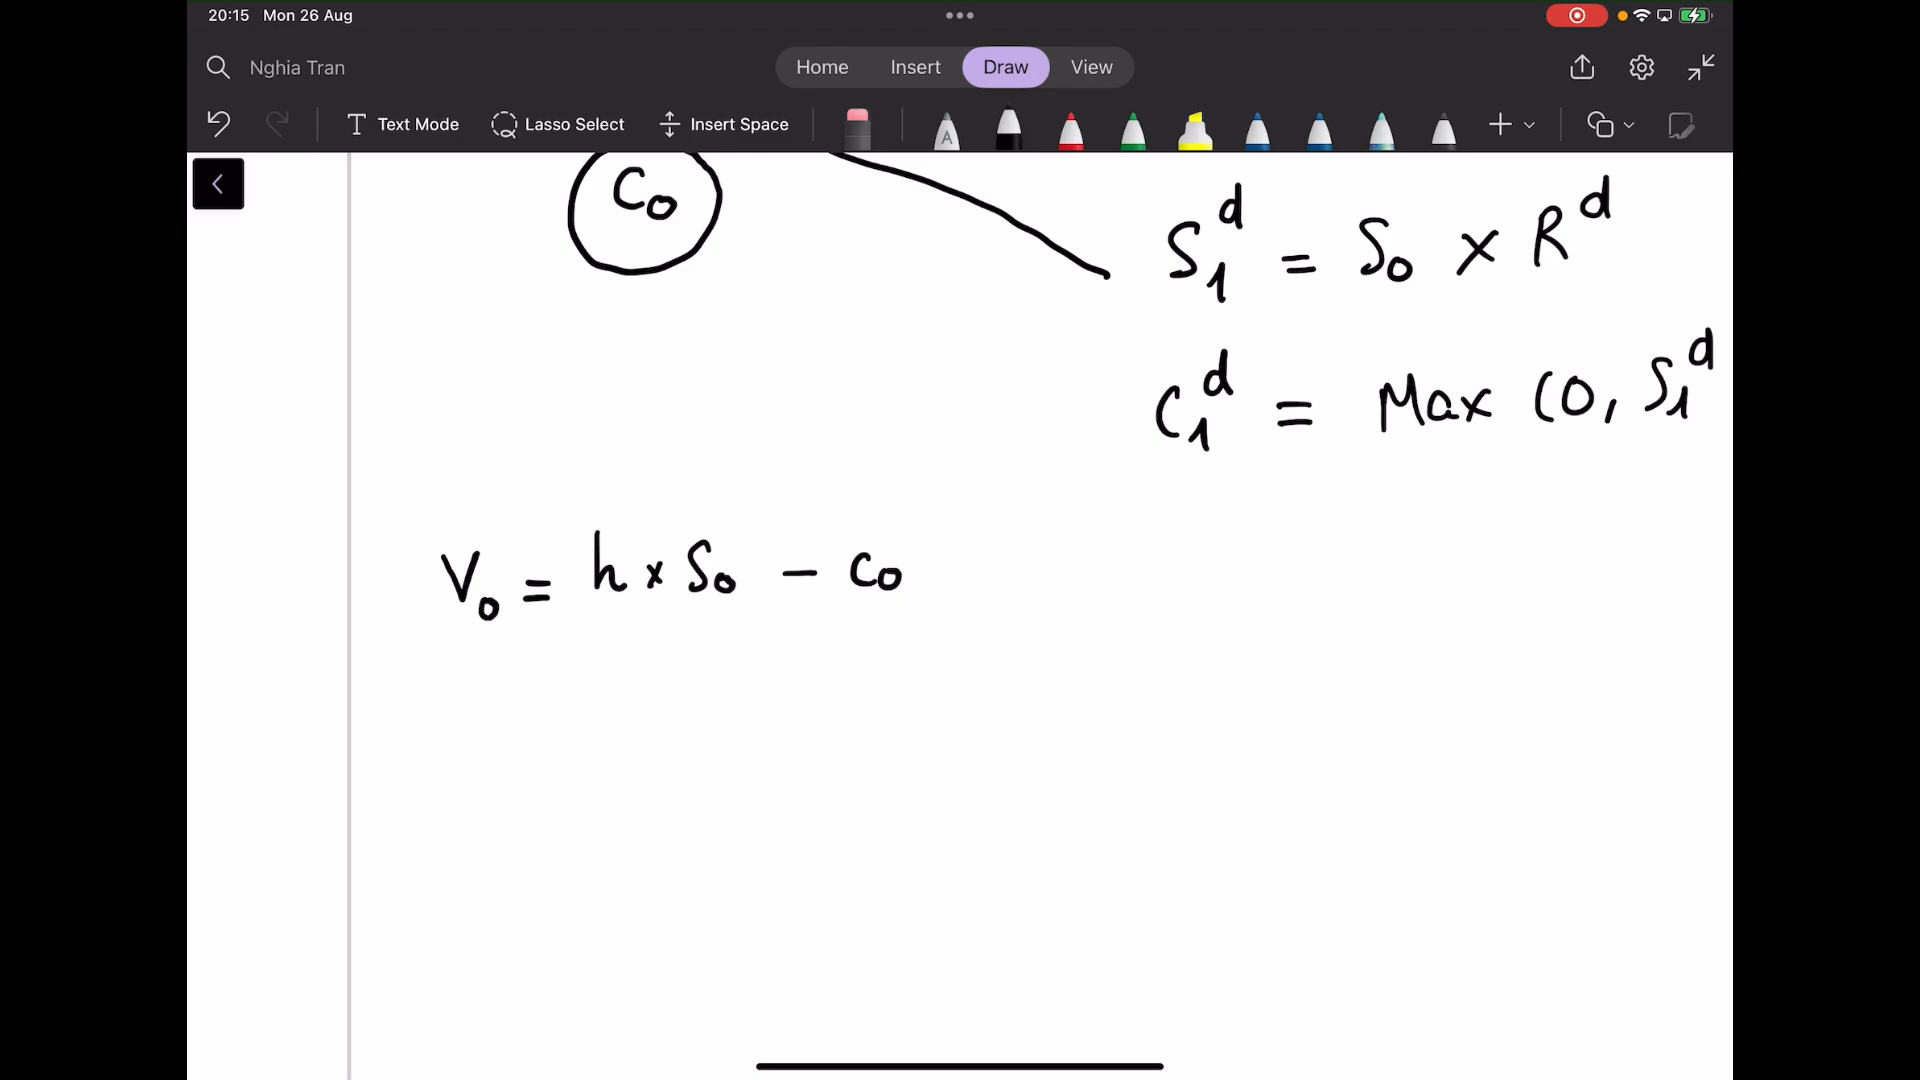 20:15 Mon 26 Aug
Nghia Tran Home Insert Draw View
Text Mode Lasso Select Insert Space A
C₀
S₁ᵈ = S₀ × Rᵈ
C₁ᵈ = Max (0, S₁ᵈ
V₀ = h × S₀ - C₀